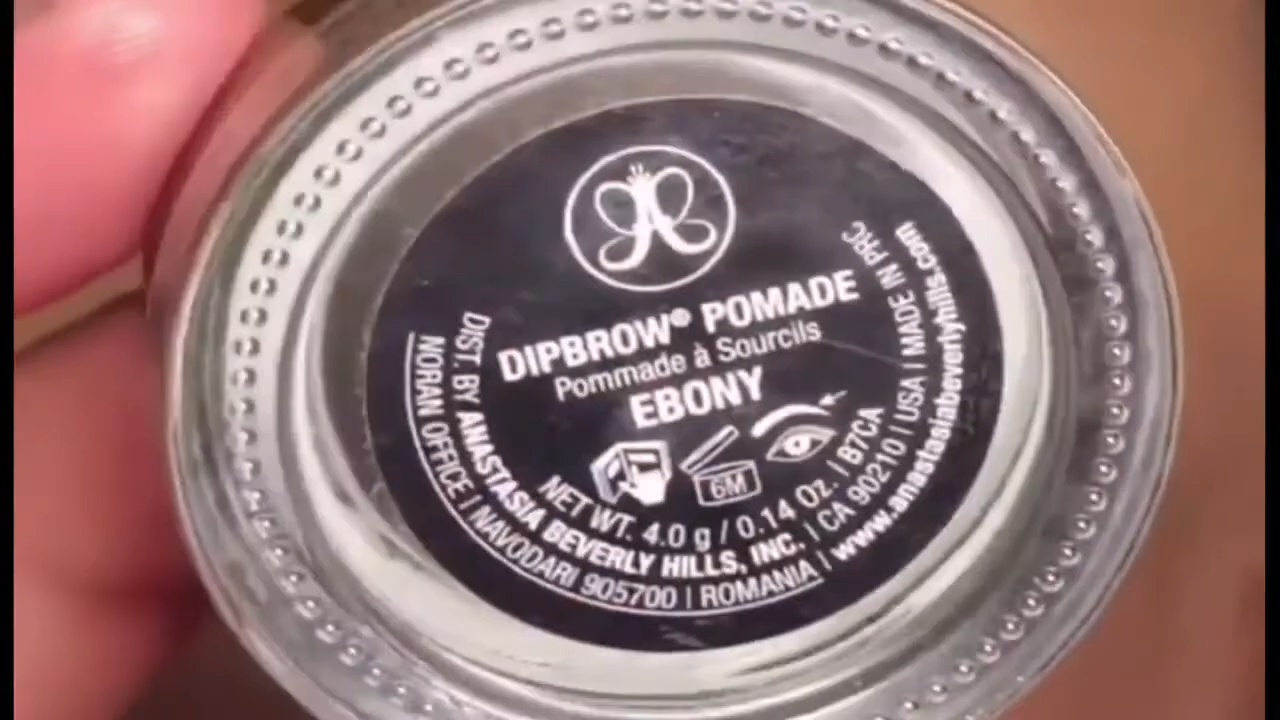 DIPBROW® POMADE
Pommade à Sourcils
EBONY
6M
NET WT. 4.0 g / 0.14 Oz. | B7CA
DIST. BY ANASTASIA BEVERLY HILLS, INC. | CA 90210 | USA | MADE IN PRC
NORAN OFFICE | NAVODARI 905700 | ROMANIA | www.anastasiabeverlyhills.com